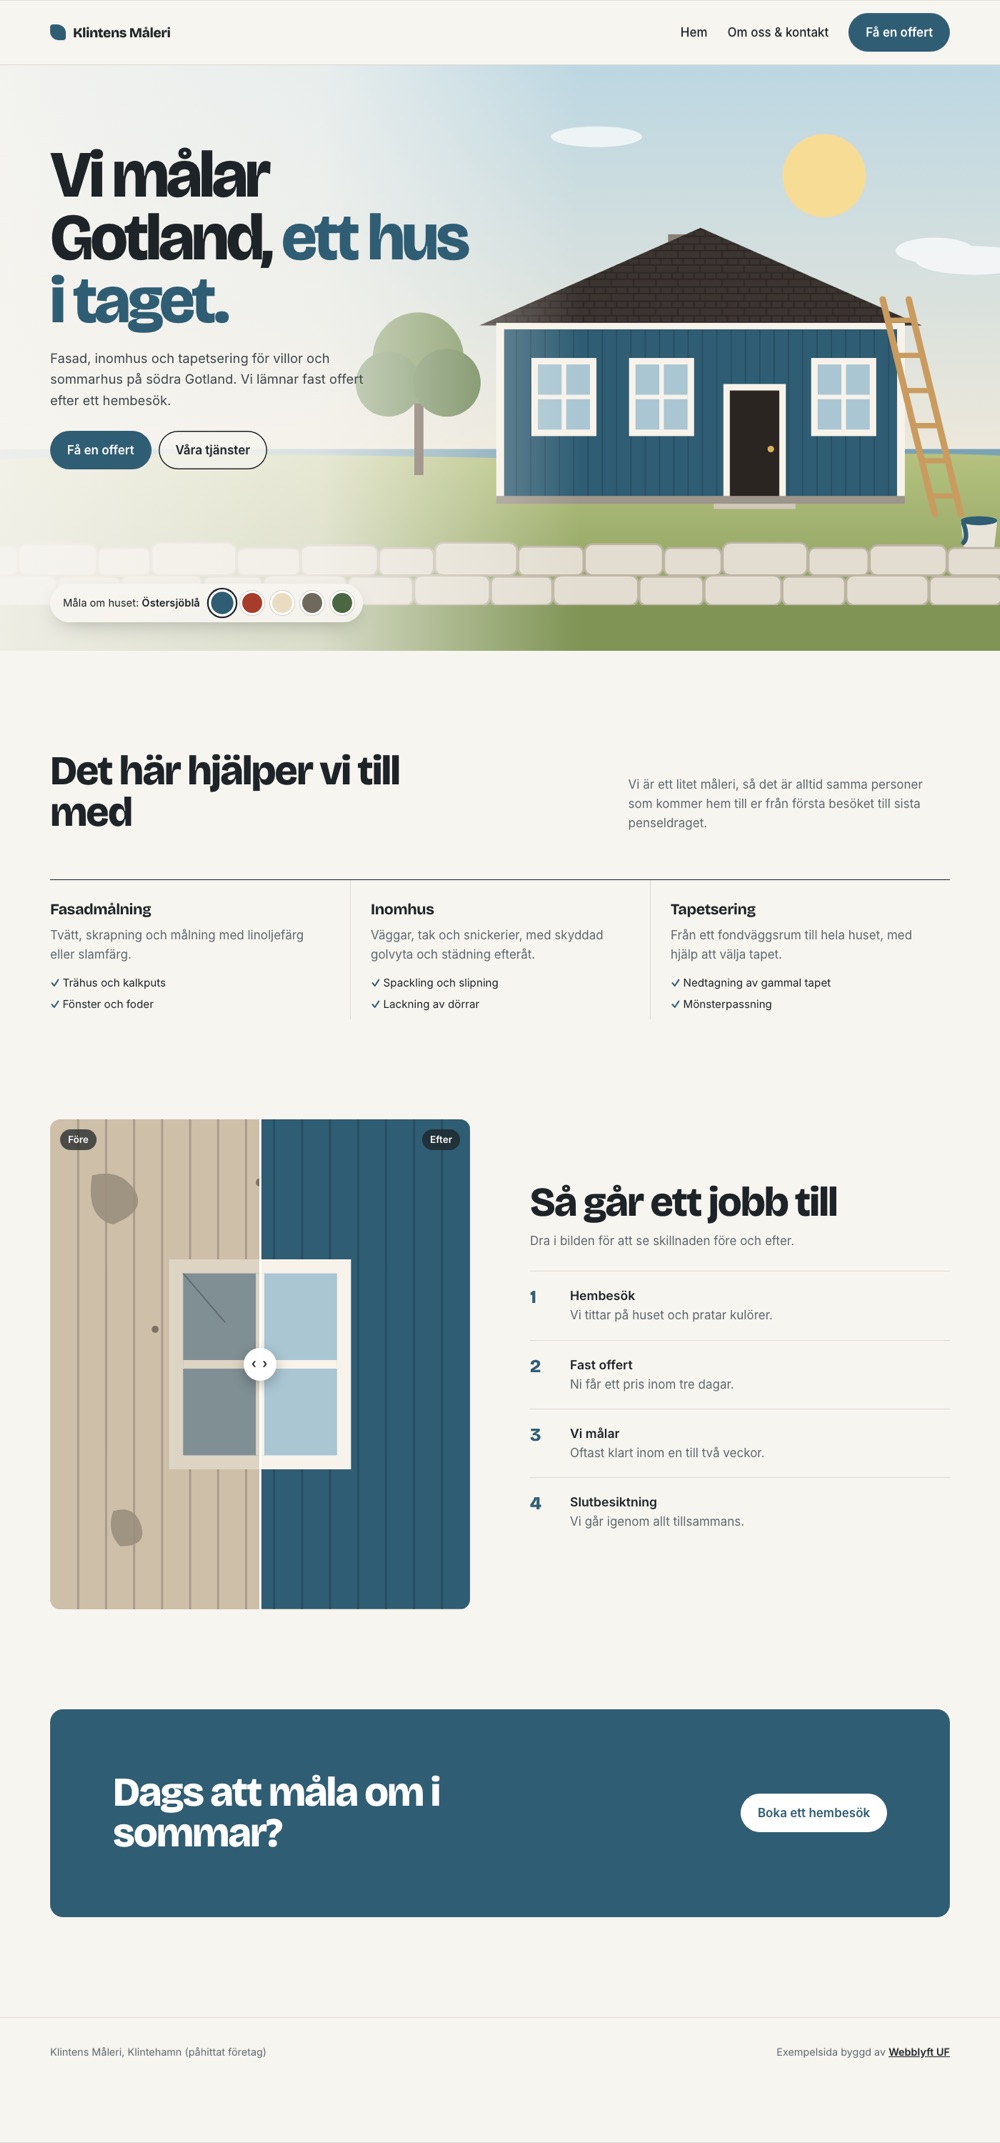 Klintens Måleri
Hem
Om oss & kontakt
Få en offert
Vi målar
Gotland, ett hus
i taget.
Fasad, inomhus och tapetsering för villor och
sommarhus på södra Gotland. Vi lämnar fast offert
efter ett hembesök.
Få en offert
Våra tjänster
Måla om huset: Östersjöblå
Det här hjälper vi till
med
Vi är ett litet måleri, så det är alltid samma personer
som kommer hem till er från första besöket till sista
penseldraget.
Fasadmålning
Tvätt, skrapning och målning med linoljefärg
eller slamfärg.
Trähus och kalkputs
Fönster och foder
Inomhus
Väggar, tak och snickerier, med skyddad
golvyta och städning efteråt.
Spackling och slipning
Lackning av dörrar
Tapetsering
Från ett fondväggsrum till hela huset, med
hjälp att välja tapet.
Nedtagning av gammal tapet
Mönsterpassning
Före
Efter
Så går ett jobb till
Dra i bilden för att se skillnaden före och efter.
1
Hembesök
Vi tittar på huset och pratar kulörer.
2
Fast offert
Ni får ett pris inom tre dagar.
3
Vi målar
Oftast klart inom en till två veckor.
4
Slutbesiktning
Vi går igenom allt tillsammans.
Dags att måla om i
sommar?
Boka ett hembesök
Klintens Måleri, Klintehamn (påhittat företag)
Exempelsida byggd av Webblyft UF